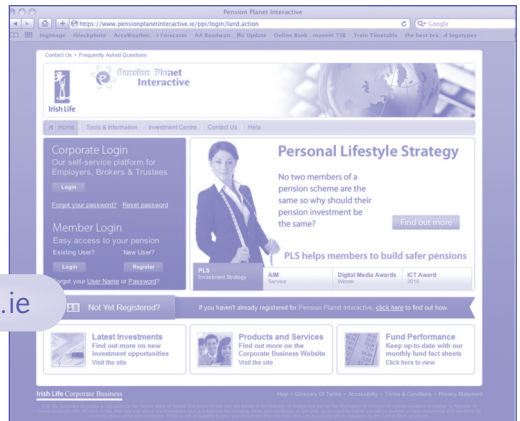 Pension Planet Interactive
https://www.pensionplanetinteractive.ie/ppi/login/land.action
Google
Contact Us • Frequently Asked Questions
Pension Planet
Interactive
Irish Life
Home Tools & Information Investment Centre Contact Us Help
Corporate Login
Our self-service platform for
Employers, Brokers & Trustees
Login
Forgot your password? Reset password
Member Login
Easy access to your pension
Existing User? New User?
Login Register
Forgot your User Name or Password?
Personal Lifestyle Strategy
No two members of a
pension scheme are the
same so why should their
pension investment be
the same?
Find out more
PLS helps members to build safer pensions
PLS
Investment Strategy
AIM
Service
Digital Media Awards
Winner
ICT Award
2010
.ie
Not Yet Registered?
If you haven't already registered for Pension Planet Interactive, click here to find out how
Latest Investments
Find out more on new
investment opportunities
Visit the site
Products and Services
Find out more on the
Corporate Business Website
Visit the site
Fund Performance
Keep up-to-date with our
monthly fund fact sheets
Click here to view
Irish Life Corporate Business
Help • Glossary Of Terms • Accessibility • Terms & Conditions • Privacy Statement